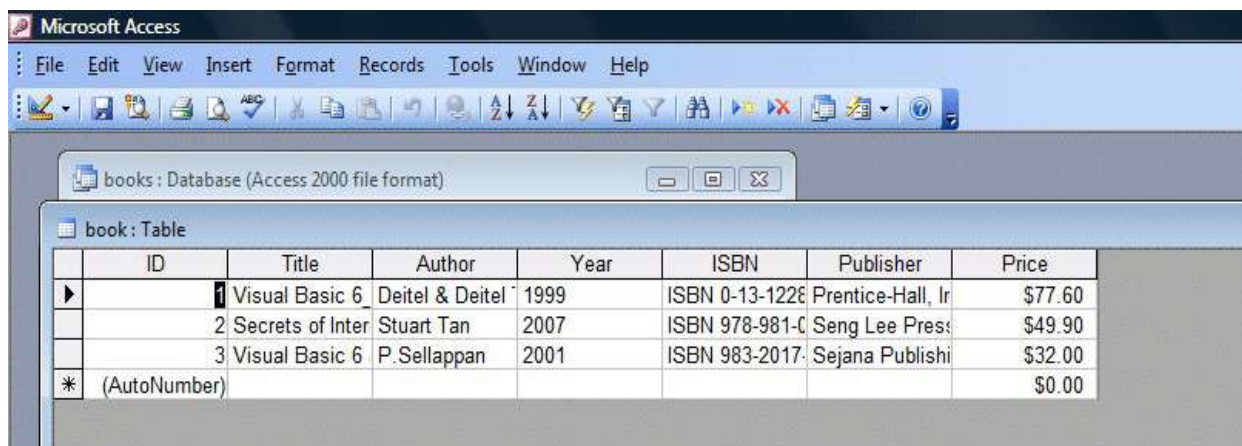 Microsoft Access
File Edit View Insert Format Records Tools Window Help
books : Database (Access 2000 file format)
book : Table
ID Title Author Year ISBN Publisher Price
1 Visual Basic 6_ Deitel & Deitel 1999 ISBN 0-13-1228 Prentice-Hall, $77.60
2 Secrets of Inter Stuart Tan 2007 ISBN 978-981- Seng Lee Press $49.90
3 Visual Basic 6 P.Sellappan 2001 ISBN 983-2017- Sejana Publishi $32.00
* (AutoNumber) $0.00